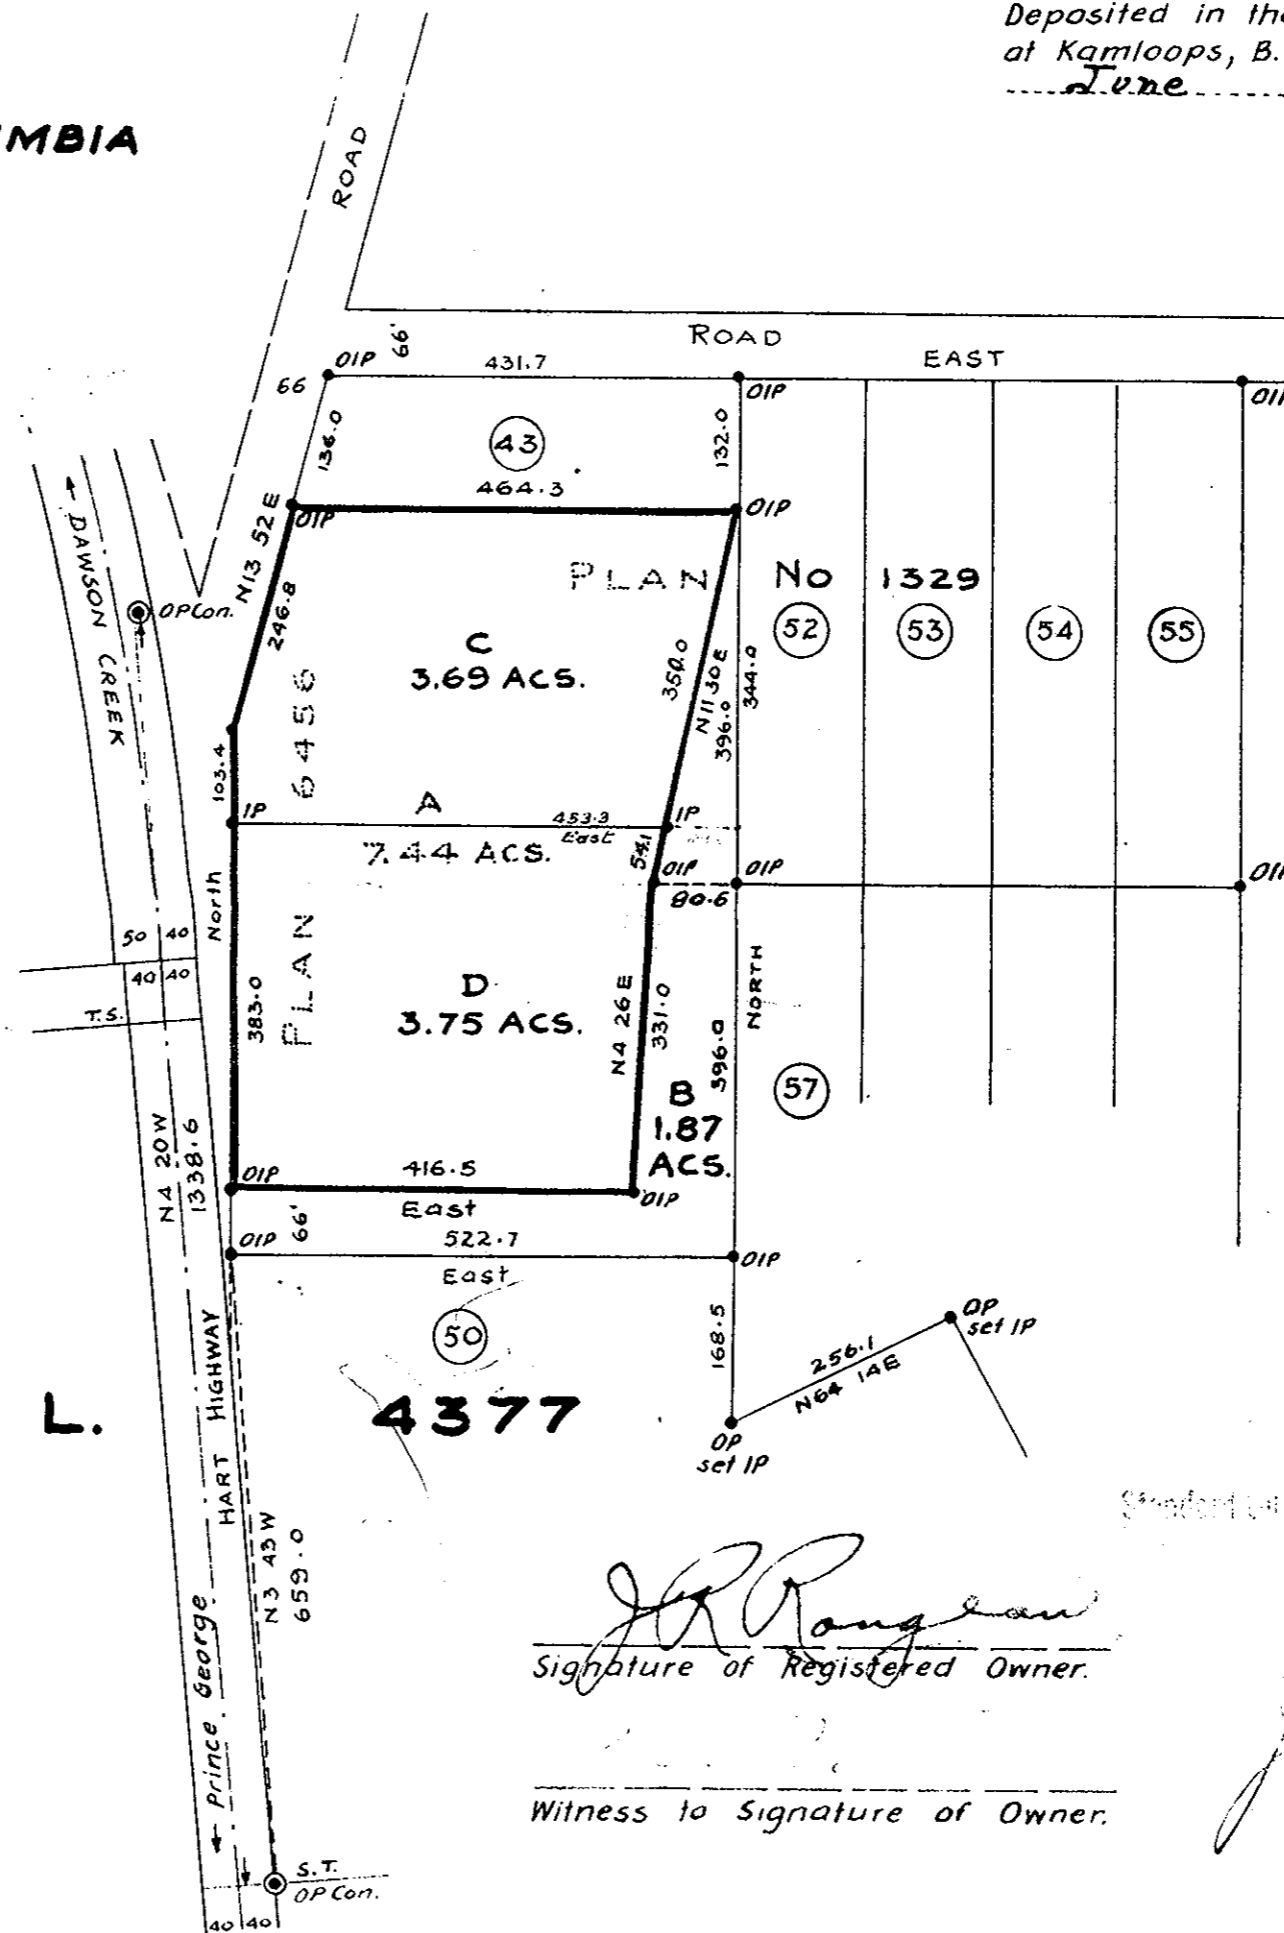 Deposited in the
at Kamloops, B.
June
MBIA
ROAD
ROAD
EAST
OIP
66'
431.7
66
OIP
136.0
43
132.0
464.3
OIP
OIP
N13 52 E
246.8
DAWSON CREEK
OP Con.
PLAN
No 1329
52
53
54
55
C
3.69 ACS.
350.0
N11 30 E
396.0
344.0
PLAN 6456
103.4
IP
A
453.3
East
IP
7.44 ACS.
54.1
OIP
OIP
80.6
North
50 40
40 40
T.S.
383.0
D
3.75 ACS.
N4 26 E
331.0
396.0
NORTH
B
1.87
ACS.
57
N4 20 W
1338.6
OIP
416.5
OIP
East
66'
OIP
522.7
OIP
East
50
168.5
OP
set IP
256.1
N64 14 E
OP
set IP
L.
4377
HART HIGHWAY
N3 43 W
659.0
Prince George
Standard
J R Rongeau
Signature of Registered Owner.
Witness to Signature of Owner.
S.T.
OP Con.
40 40